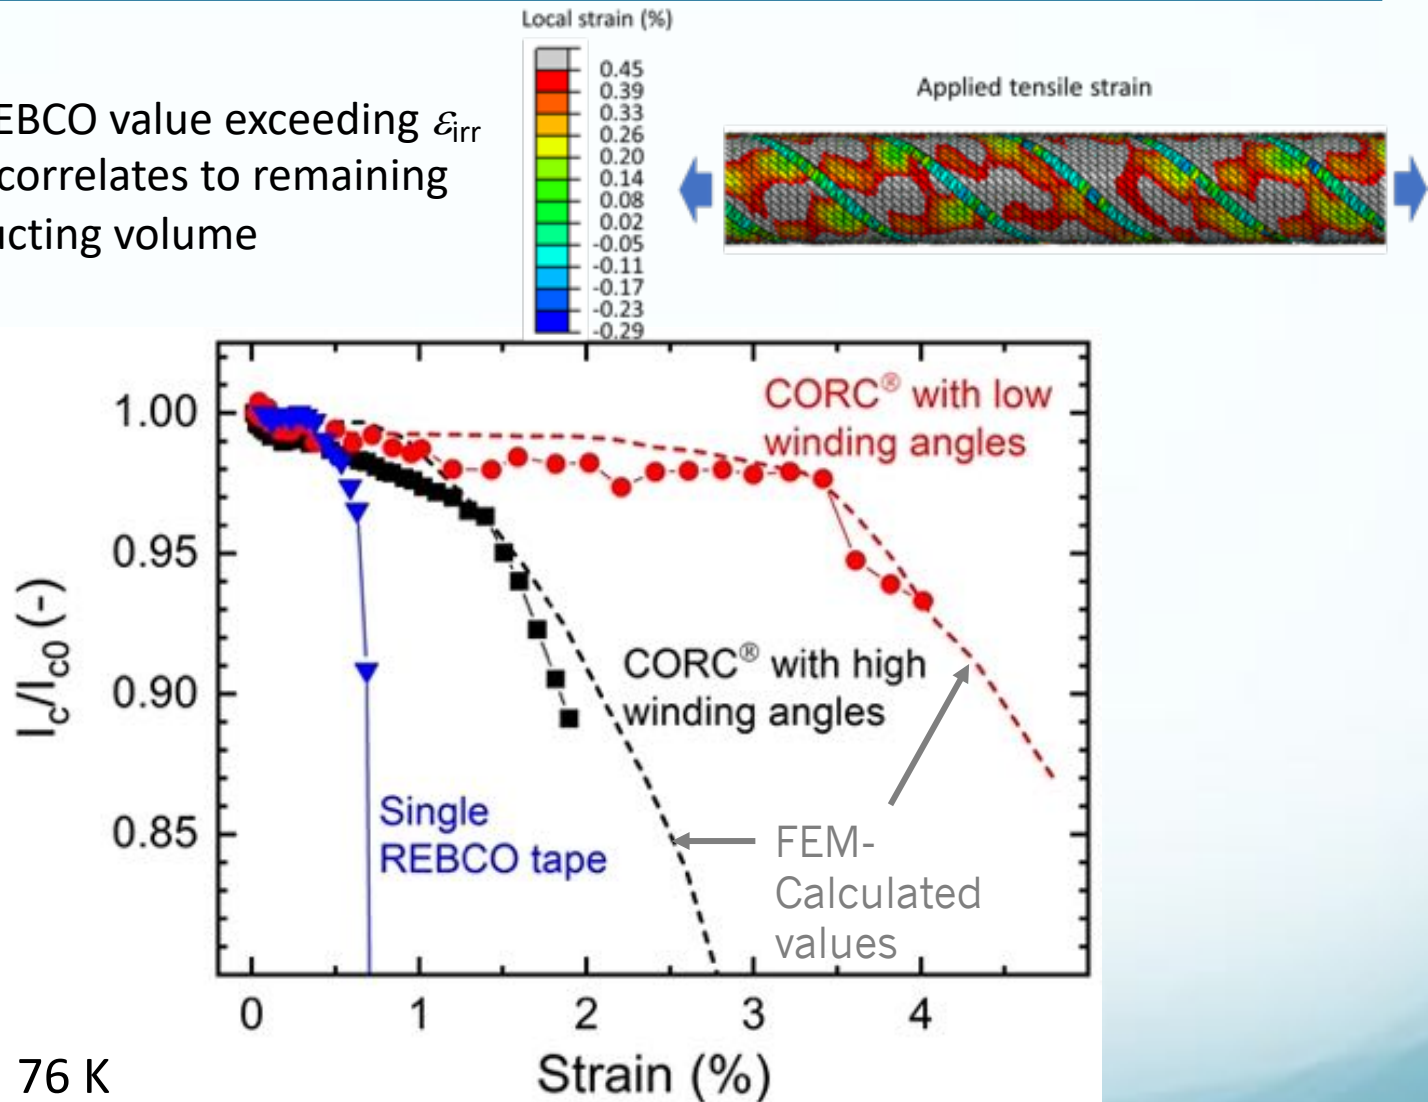 Local strain (%)
0.45
0.39
0.33
0.26
0.20
0.14
0.08
0.02
-0.05
-0.11
-0.17
-0.23
-0.29
Applied tensile strain
EBCO value exceeding εirr
correlates to remaining
ucting volume
CORC® with low
winding angles
CORC® with high
winding angles
Single
REBCO tape
FEM-
Calculated
values
1.00
0.95
0.90
0.85
Ic/Ic0 (-)
0 1 2 3 4
Strain (%)
76 K